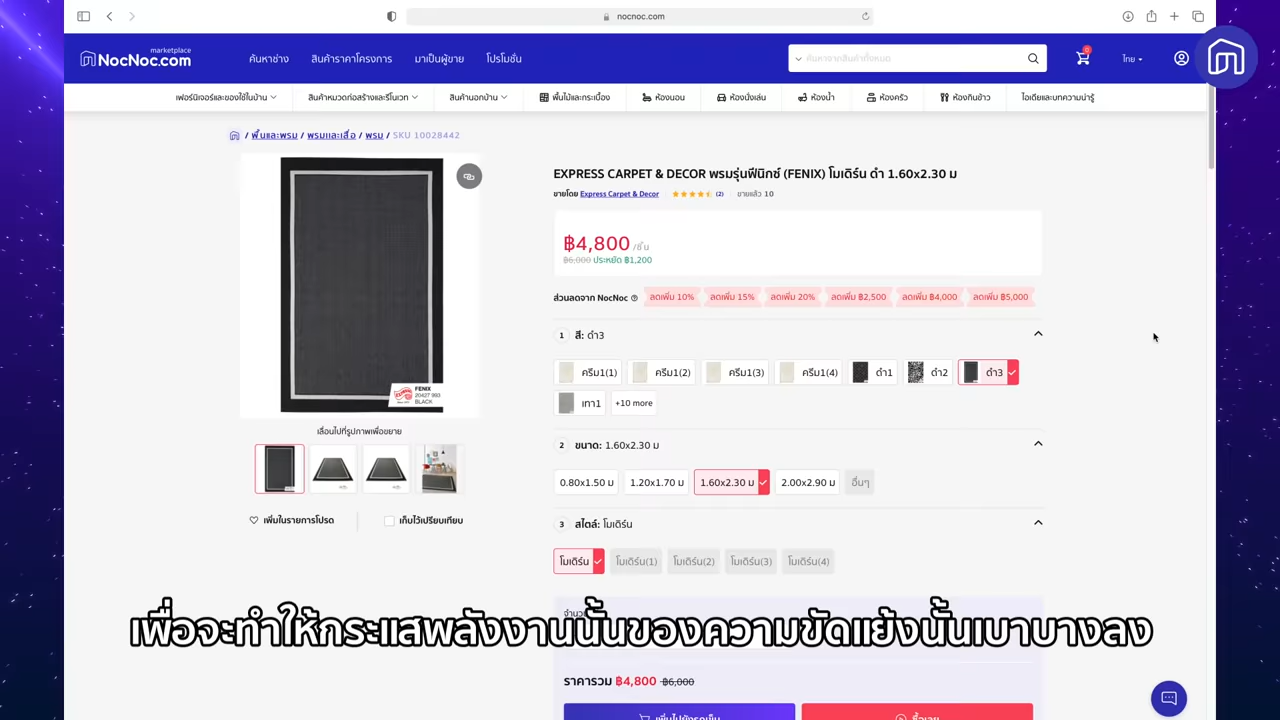 nocnoc.com
marketplace
NocNoc.com
ค้นหาช่าง
สินค้าราคาโครงการ
มาเป็นผู้ขาย
โปรโมชั่น
ค้นหาจากสินค้าทั้งหมด
0
ไทย
เฟอร์นิเจอร์และของใช้ในบ้าน
สินค้าหมวดก่อสร้างและรีโนเวท
สินค้านอกบ้าน
พื้นไม้และกระเบื้อง
ห้องนอน
ห้องนั่งเล่น
ห้องน้ำ
ห้องครัว
ห้องกินข้าว
ไอเดียและบทความน่ารู้
/ พื้นและพรม / พรมและเสื่อ / พรม / SKU 10028442
FENIX
20427 993
BLACK
เลื่อนไปที่รูปภาพเพื่อขยาย
เพิ่มในรายการโปรด
เก็บไว้เปรียบเทียบ
EXPRESS CARPET & DECOR พรมรุ่นฟีนิกซ์ (FENIX) โมเดิร์น ดำ 1.60x2.30 ม
ขายโดย Express Carpet & Decor (2) ขายแล้ว 10
฿4,800 /ชิ้น
฿6,000 ประหยัด ฿1,200
ส่วนลดจาก NocNoc ลดเพิ่ม 10% ลดเพิ่ม 15% ลดเพิ่ม 20% ลดเพิ่ม ฿2,500 ลดเพิ่ม ฿4,000 ลดเพิ่ม ฿5,000
1 สี: ดำ3
ครีม1(1) ครีม1(2) ครีม1(3) ครีม1(4) ดำ1 ดำ2 ดำ3
เทา1 +10 more
2 ขนาด: 1.60x2.30 ม
0.80x1.50 ม 1.20x1.70 ม 1.60x2.30 ม 2.00x2.90 ม อื่นๆ
3 สไตล์: โมเดิร์น
โมเดิร์น โมเดิร์น(1) โมเดิร์น(2) โมเดิร์น(3) โมเดิร์น(4)
เพื่อจะทำให้กระแสพลังงานนั้นของความขัดแย้งนั้นเบาบางลง
ราคารวม ฿4,800 ฿6,000